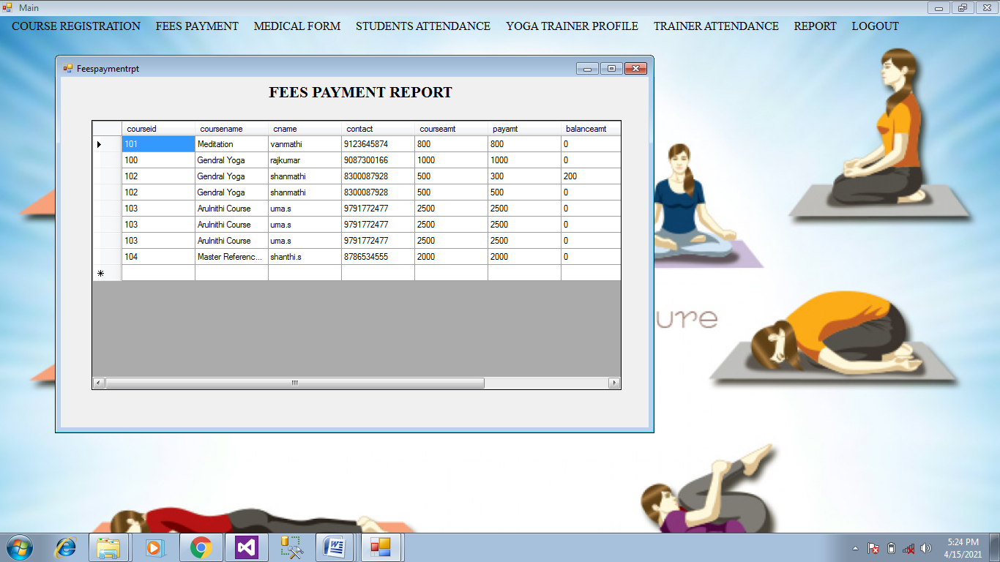 Main
COURSE REGISTRATION FEES PAYMENT MEDICAL FORM STUDENTS ATTENDANCE YOGA TRAINER PROFILE TRAINER ATTENDANCE REPORT LOGOUT
Feespaymentrpt
FEES PAYMENT REPORT
courseid coursename cname contact courseamt payamt balanceamt
101 Meditation vanmathi 9123645874 800 800 0
100 Gendral Yoga rajkumar 9087300166 1000 1000 0
102 Gendral Yoga shanmathi 8300087928 500 300 200
102 Gendral Yoga shanmathi 8300087928 500 500 0
103 Arulnithi Course uma.s 9791772477 2500 2500 0
103 Arulnithi Course uma.s 9791772477 2500 2500 0
103 Arulnithi Course uma.s 9791772477 2500 2500 0
104 Master Referenc... shanthi.s 8786534555 2000 2000 0
ure
5:24 PM
4/15/2021